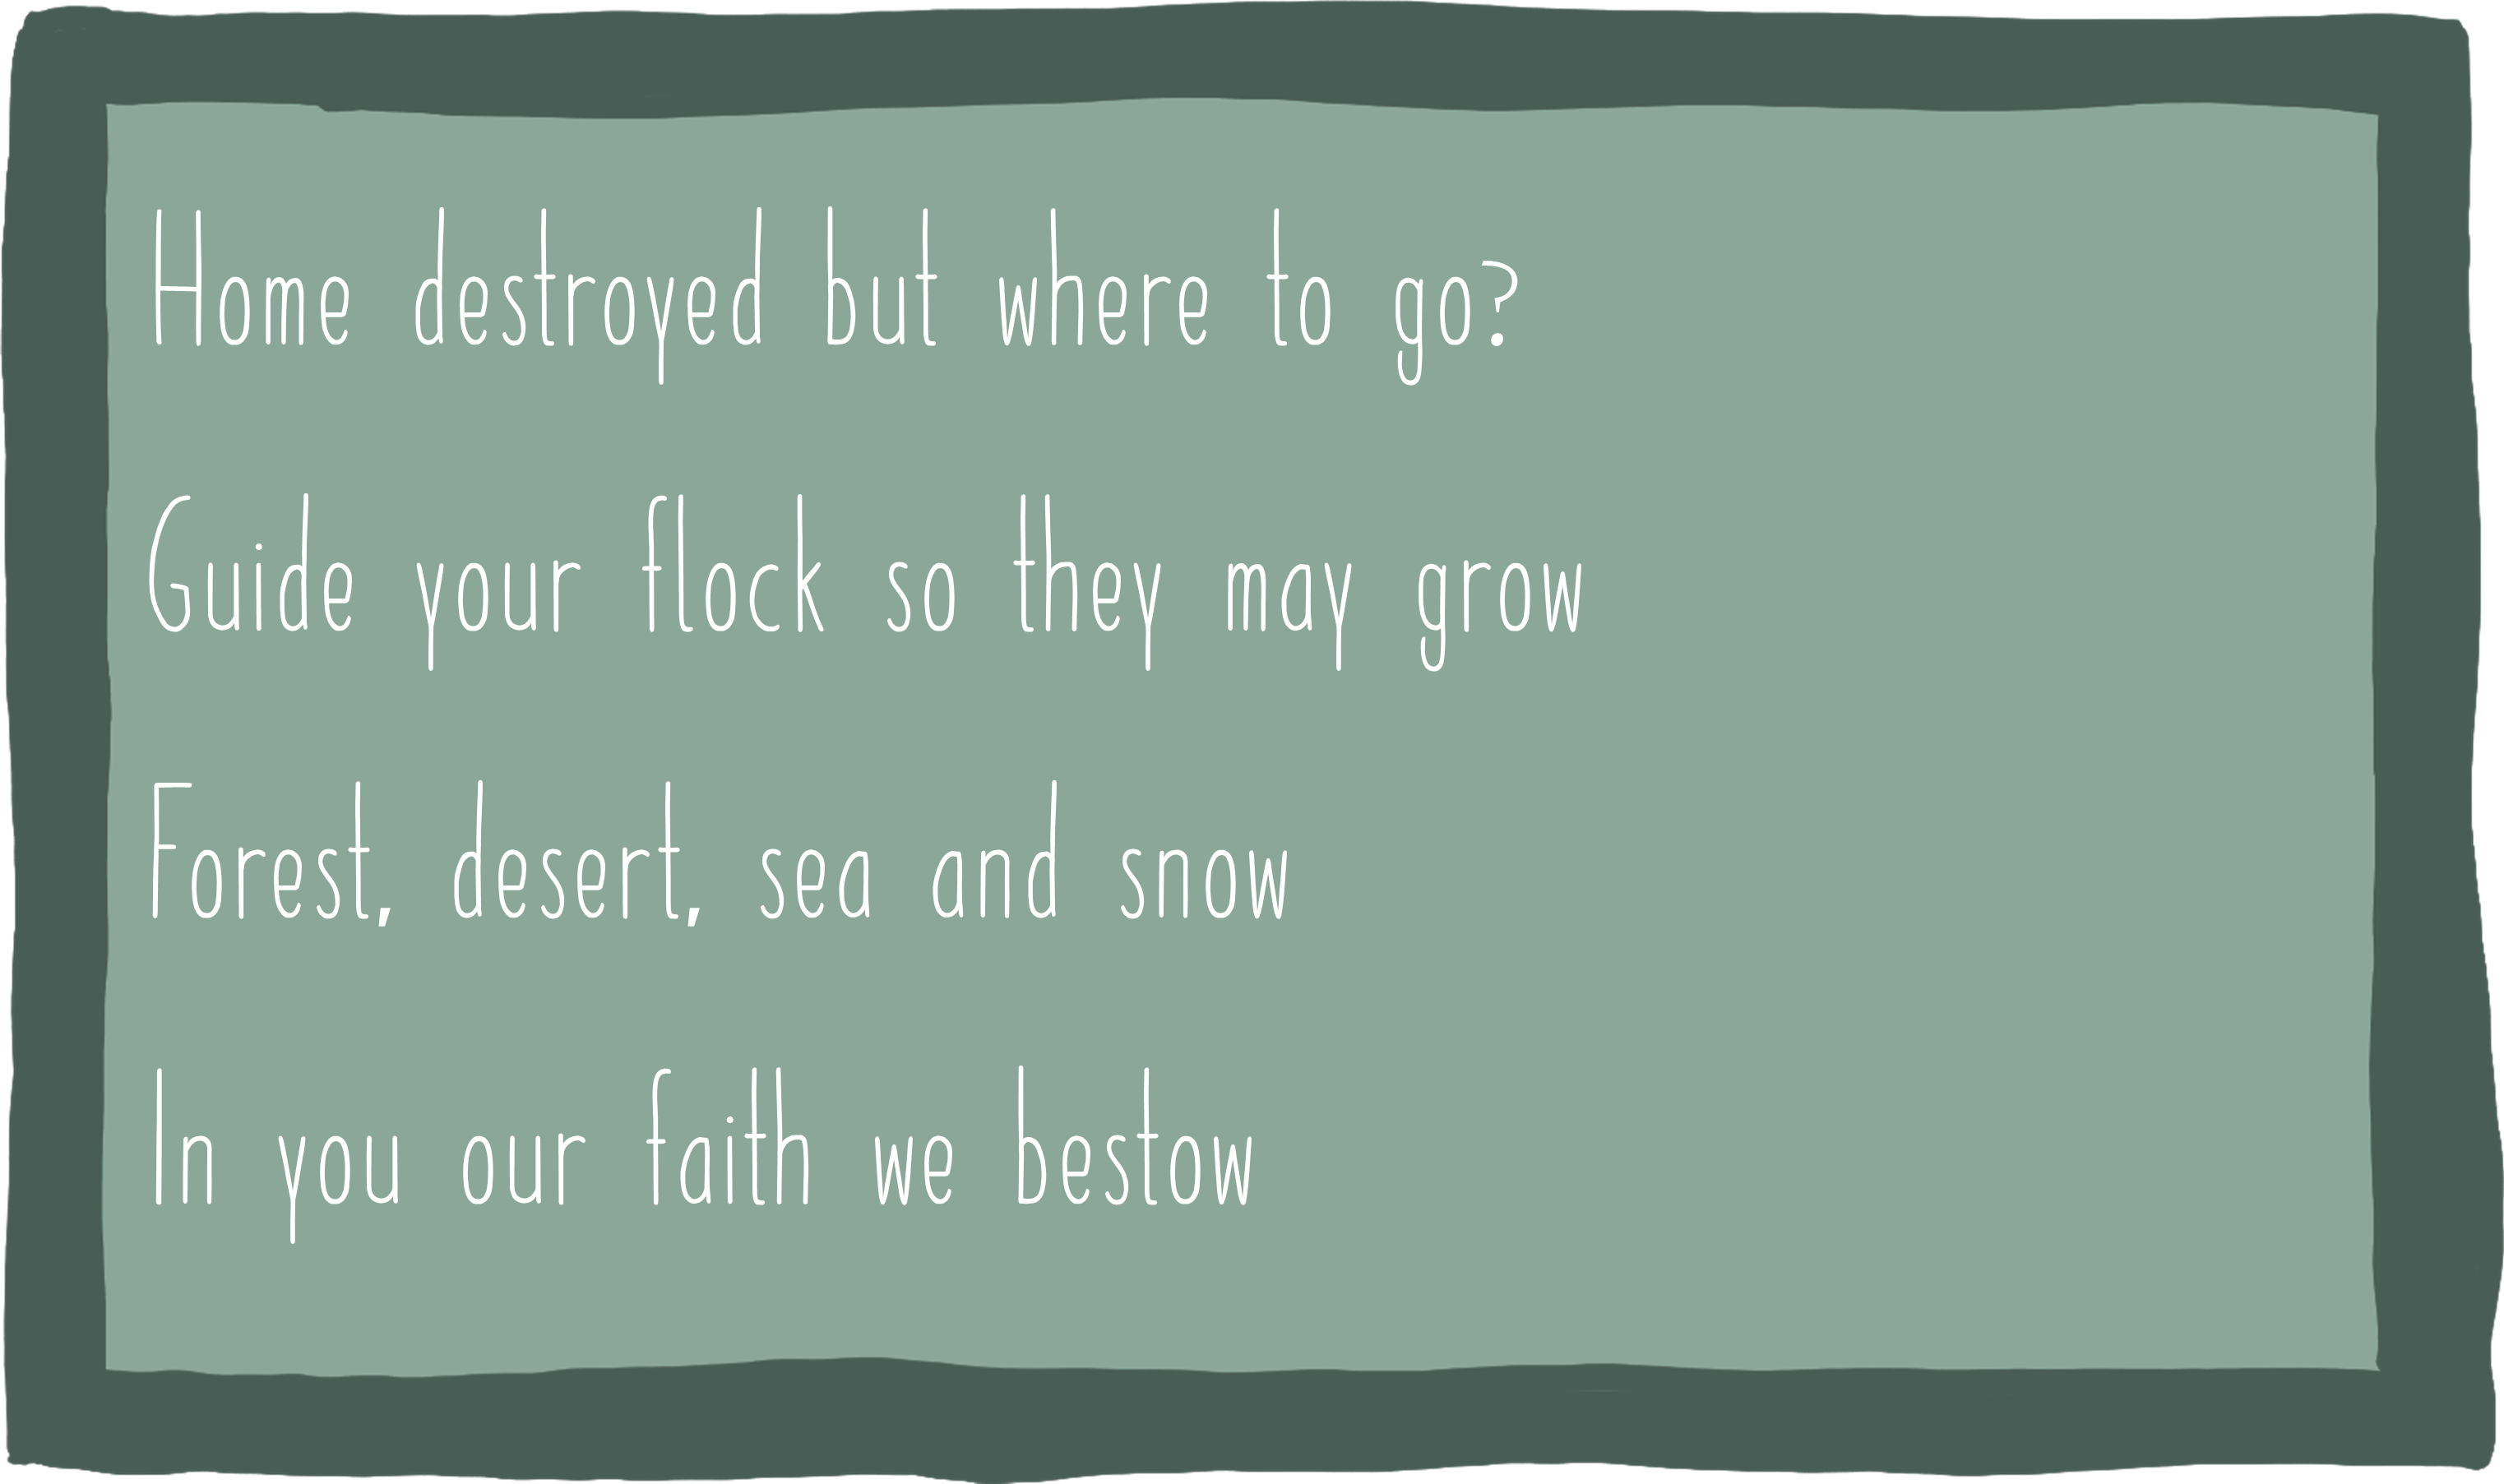 Home destroyed but where to go?
Guide your flock so they may grow
Forest, desert, sea and snow
In you our faith we bestow